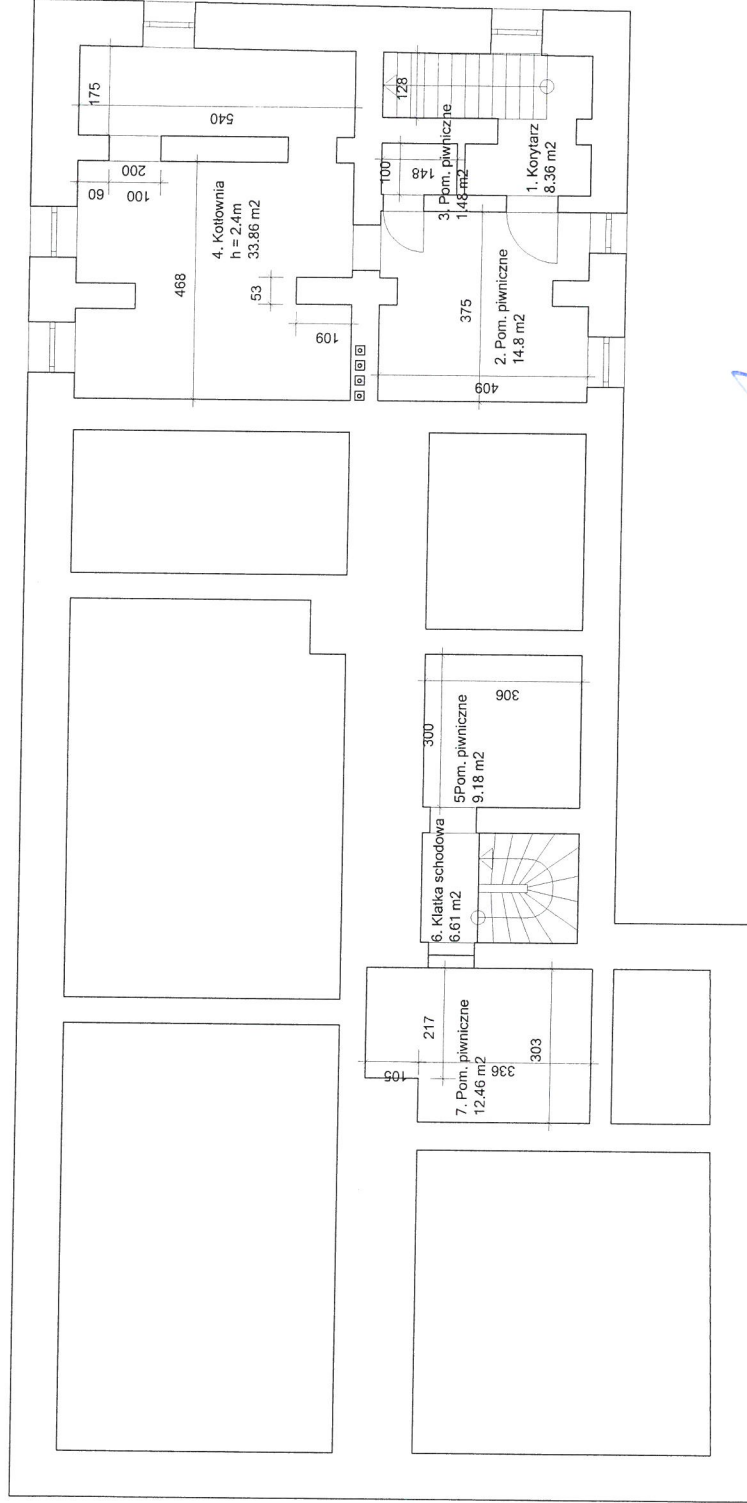 175
540
128
200
60
100
4. Kotłownia
h = 2.4m
33.86 m2
100
148
3. Pom. piwniczne
1.48 m2
1. Korytarz
8.36 m2
468
53
109
375
2. Pom. piwniczne
14.8 m2
409
300
306
5Pom. piwniczne
9.18 m2
6. Klatka schodowa
6.61 m2
217
105
336
303
7. Pom. piwniczne
12.46 m2